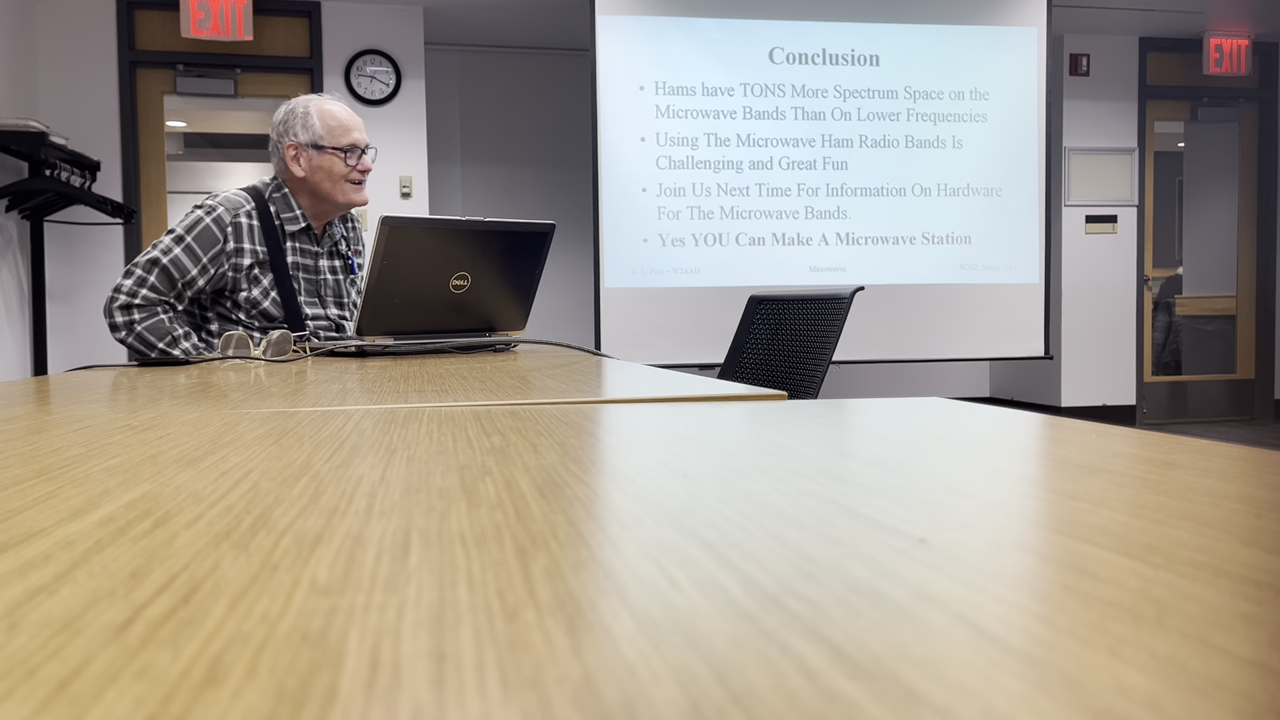 EXIT
EXIT
Conclusion
• Hams have TONS More Spectrum Space on the
Microwave Bands Than On Lower Frequencies
• Using The Microwave Ham Radio Bands Is
Challenging and Great Fun
• Join Us Next Time For Information On Hardware
For The Microwave Bands.
• Yes YOU Can Make A Microwave Station
Microwaves
DELL